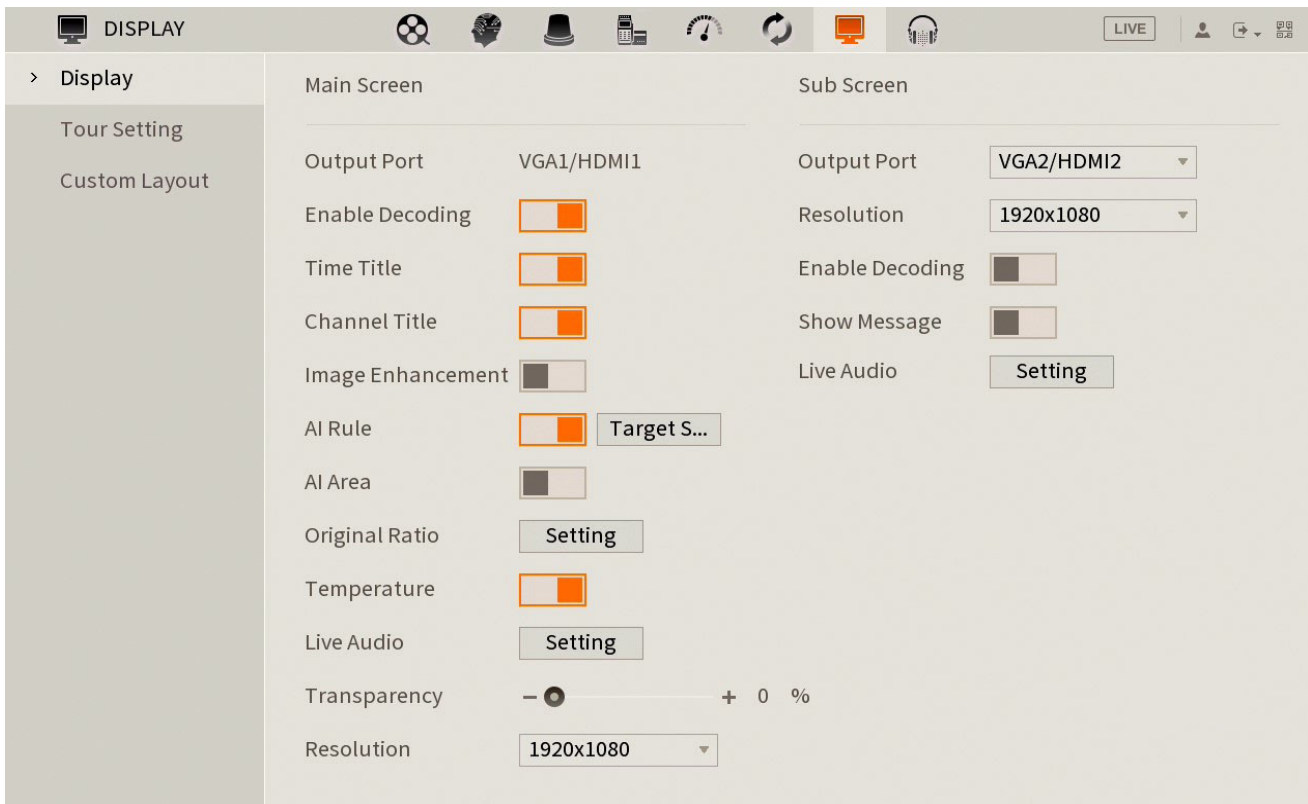 DISPLAY
LIVE
Display
Tour Setting
Custom Layout
Main Screen
Output Port VGA1/HDMI1
Enable Decoding
Time Title
Channel Title
Image Enhancement
AI Rule Target S...
AI Area
Original Ratio Setting
Temperature
Live Audio Setting
Transparency - + 0 %
Resolution 1920x1080
Sub Screen
Output Port VGA2/HDMI2
Resolution 1920x1080
Enable Decoding
Show Message
Live Audio Setting